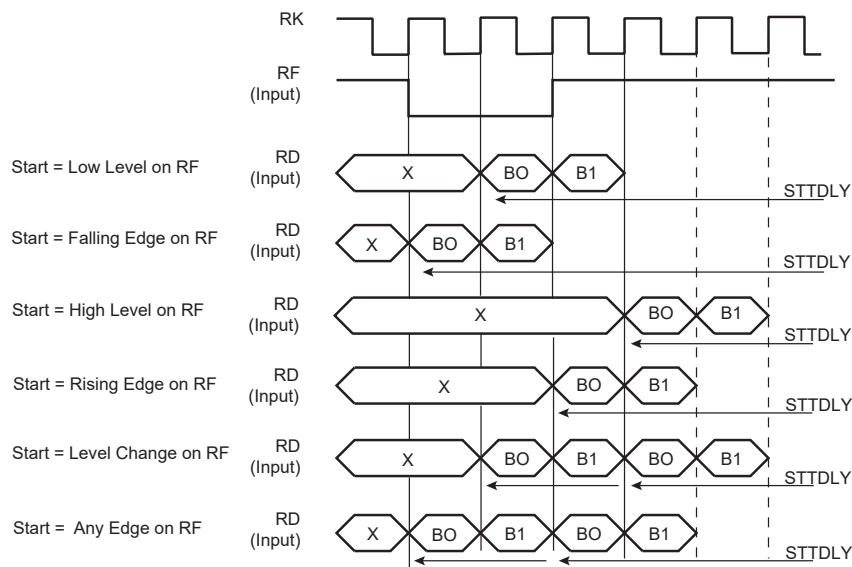 RK
RF
(Input)
Start = Low Level on RF
RD
(Input)
X
BO
B1
STTDLY
Start = Falling Edge on RF
RD
(Input)
X
BO
B1
STTDLY
Start = High Level on RF
RD
(Input)
X
BO
B1
STTDLY
Start = Rising Edge on RF
RD
(Input)
X
BO
B1
STTDLY
Start = Level Change on RF
RD
(Input)
X
BO
B1
BO
B1
STTDLY
Start = Any Edge on RF
RD
(Input)
X
BO
B1
BO
B1
STTDLY